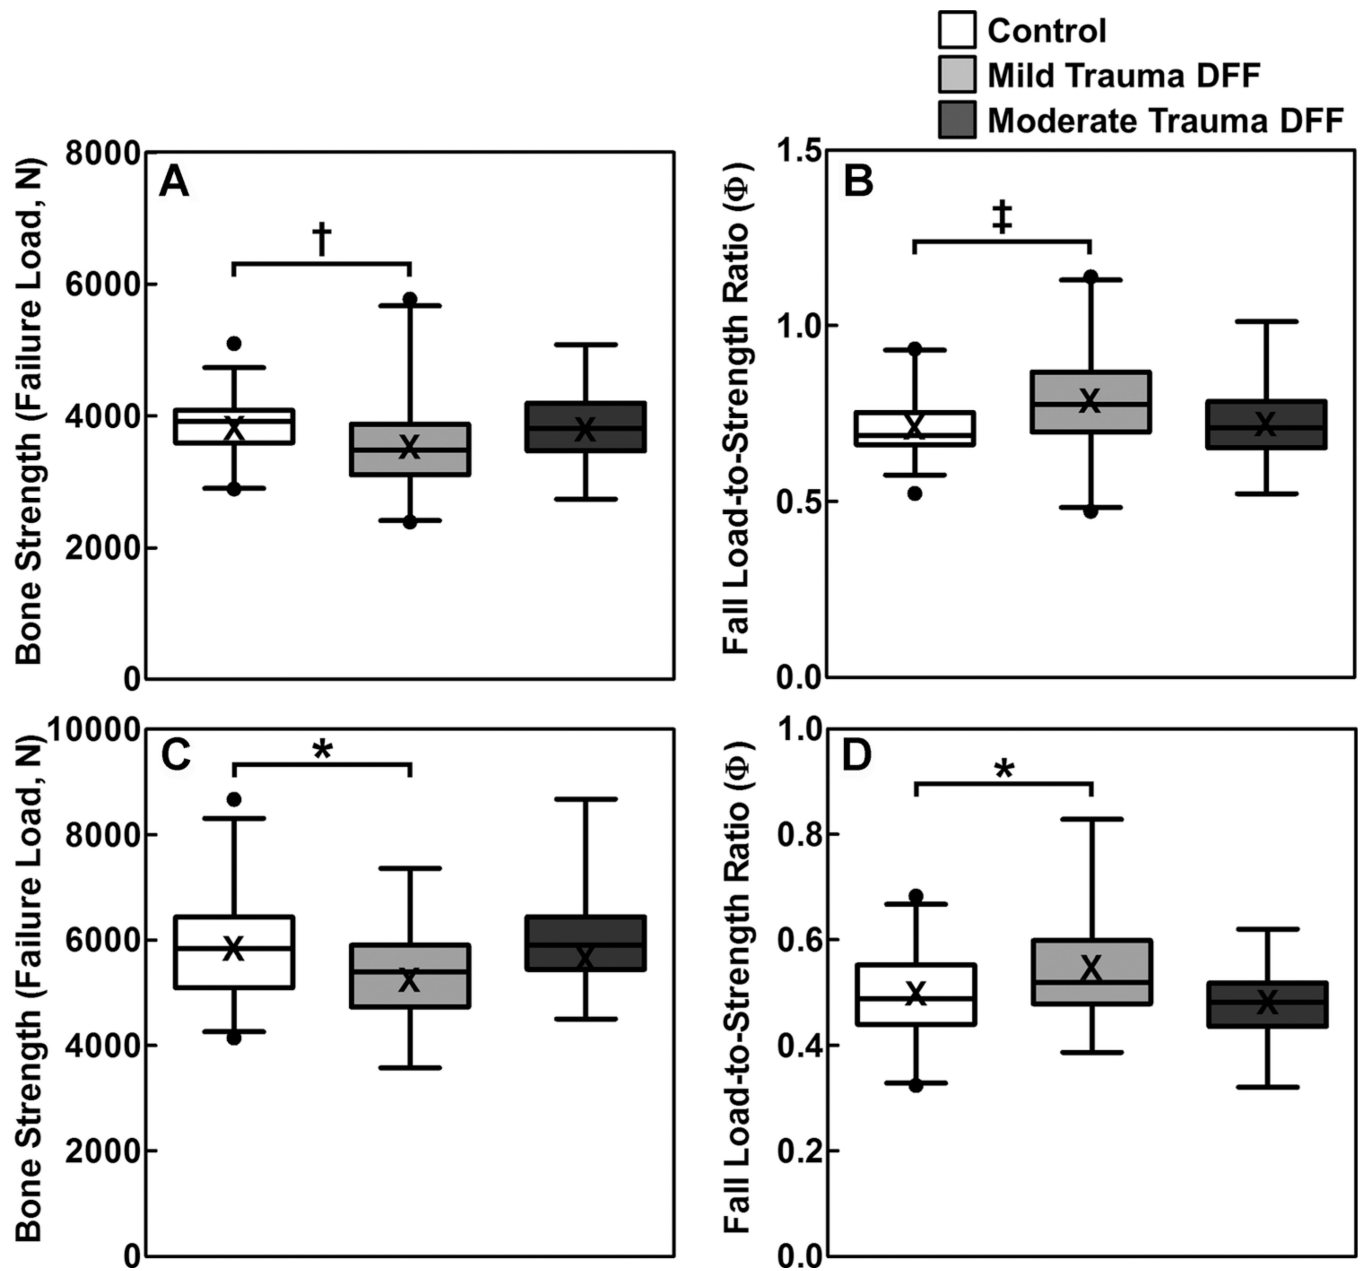 Control
Mild Trauma DFF
Moderate Trauma DFF
A
Bone Strength (Failure Load, N)
8000
6000
4000
2000
0
†
X
X
X
B
Fall Load-to-Strength Ratio (Φ)
1.5
1.0
0.5
0.0
‡
X
X
X
C
Bone Strength (Failure Load, N)
10000
8000
6000
4000
2000
0
*
X
X
X
D
Fall Load-to-Strength Ratio (Φ)
1.0
0.8
0.6
0.4
0.2
0.0
*
X
X
X